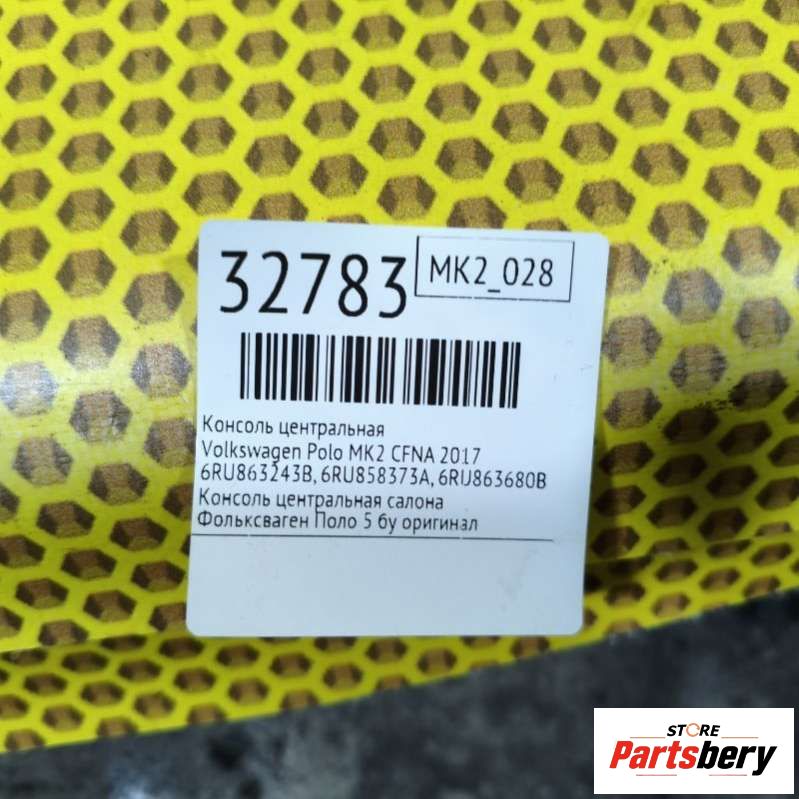 32783
MK2_028
Консоль центральная
Volkswagen Polo MK2 CFNA 2017
6RU863243B, 6RU858373A, 6RU863680B
Консоль центральная салона
Фольксваген Поло 5 бу оригинал
STORE
Partsbery